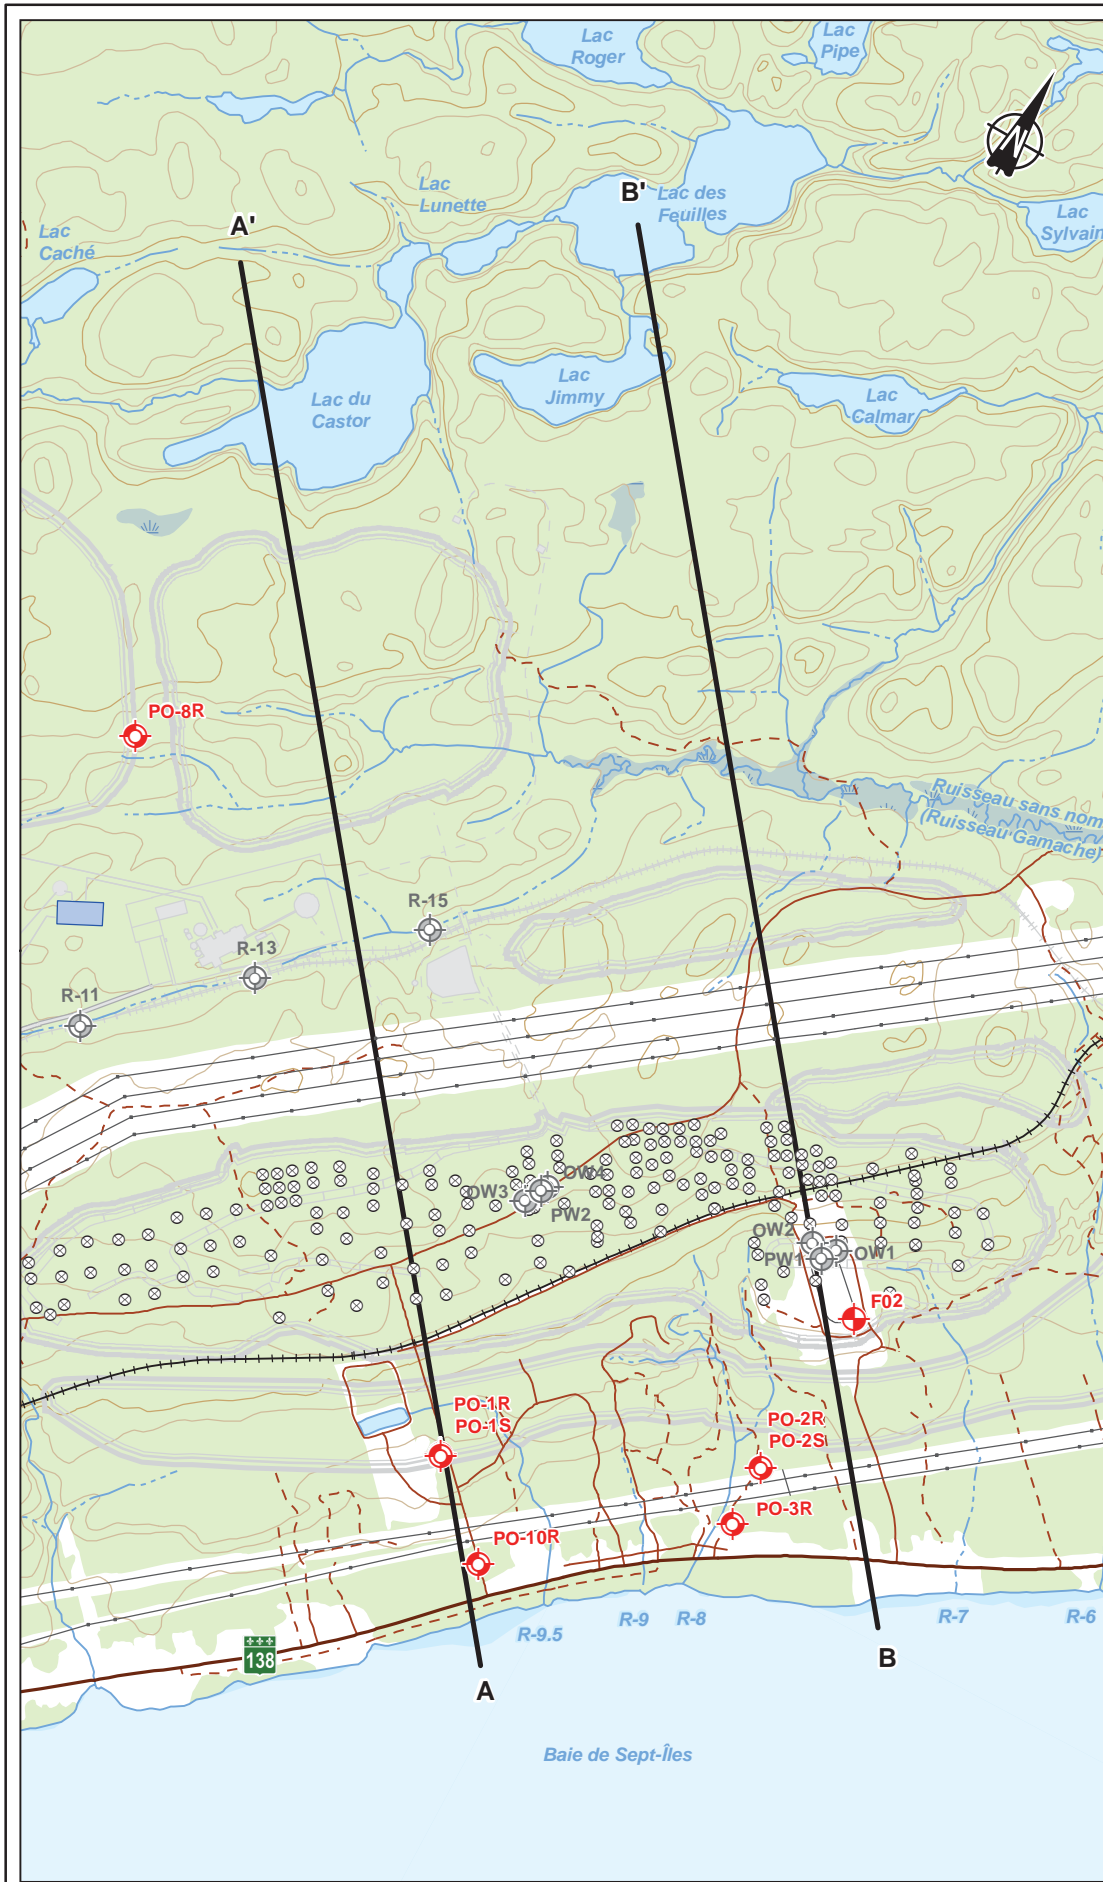 Lac
Roger
Lac
Pipe
N
Lac
Lunette
B'
Lac des
Feuilles
Lac
Sylvain
A'
Lac
Caché
Lac
Jimmy
Lac du
Castor
Lac
Calmar
PO-8R
Ruisseau sans nom
(Ruisseau Gamache)
R-15
R-13
R-11
OW4
OW3
PW2
OW2
OW1
PW1
F02
PO-1R
PO-1S
PO-2R
PO-2S
PO-3R
PO-10R
R-9.5
R-9
R-8
R-7
R-6
138
B
A
Baie de Sept-Îles